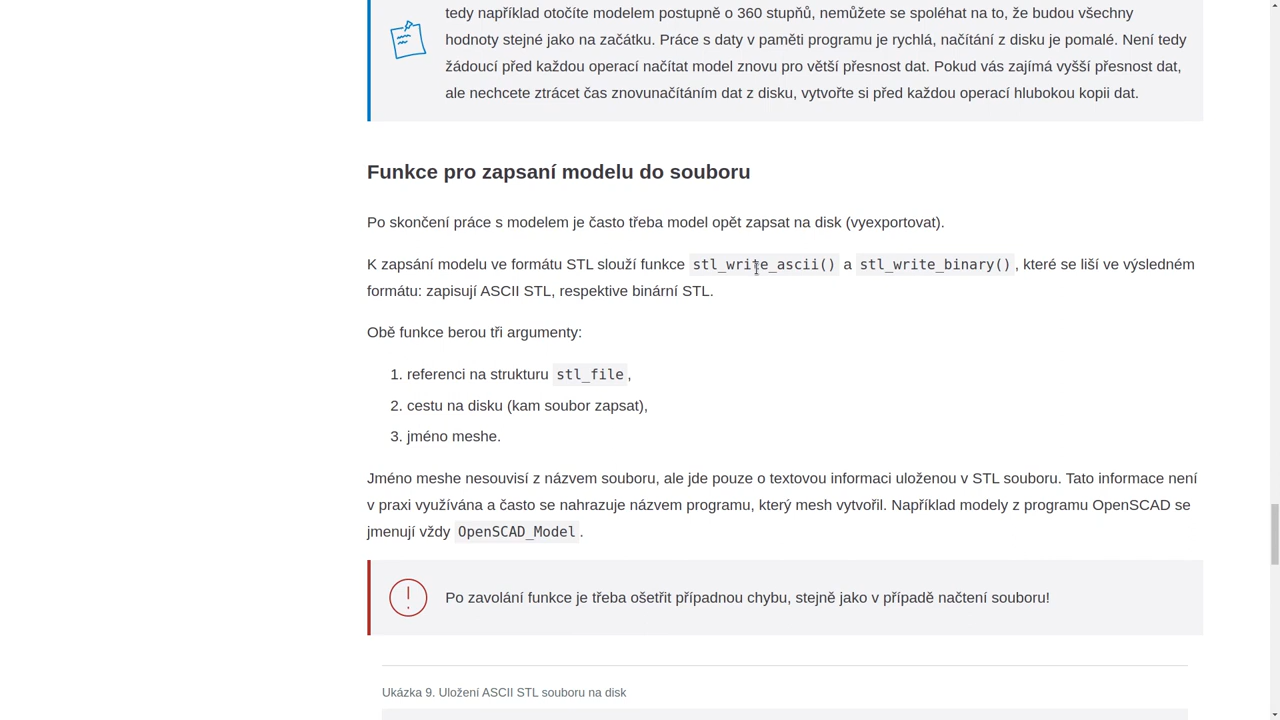 tedy například otočíte modelem postupně o 360 stupňů, nemůžete se spoléhat na to, že budou všechny
hodnoty stejné jako na začátku. Práce s daty v paměti programu je rychlá, načítání z disku je pomalé. Není tedy
žádoucí před každou operací načítat model znovu pro větší přesnost dat. Pokud vás zajímá vyšší přesnost dat,
ale nechcete ztrácet čas znovunačítáním dat z disku, vytvořte si před každou operací hlubokou kopii dat.
Funkce pro zapsaní modelu do souboru
Po skončení práce s modelem je často třeba model opět zapsat na disk (vyexportovat).
K zapsání modelu ve formátu STL slouží funkce stl_write_ascii() a stl_write_binary(), které se liší ve výsledném
formátu: zapisují ASCII STL, respektive binární STL.
Obě funkce berou tři argumenty:
1. referenci na strukturu stl_file,
2. cestu na disku (kam soubor zapsat),
3. jméno meshe.
Jméno meshe nesouvisí z názvem souboru, ale jde pouze o textovou informaci uloženou v STL souboru. Tato informace není
v praxi využívána a často se nahrazuje názvem programu, který mesh vytvořil. Například modely z programu OpenSCAD se
jmenují vždy OpenSCAD_Model.
Po zavolání funkce je třeba ošetřit případnou chybu, stejně jako v případě načtení souboru!
Ukázka 9. Uložení ASCII STL souboru na disk